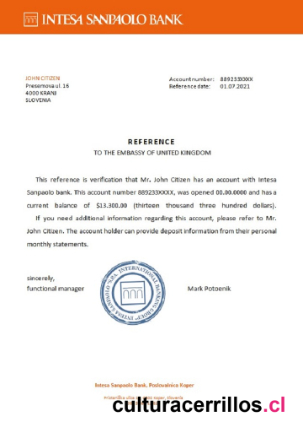 INTESA SANPAOLO BANK
JOHN CITIZEN
Presernova ul. 16
4000 KRANJ
SLOVENIA
Account number: 889233XXXX
Reference date: 01.07.2021
REFERENCE
TO THE EMBASSY OF UNITED KINGDOM
This reference is verification that Mr. John Citizen has an account with Intesa
Sanpaolo bank. This account number 889233XXXX, was opened 00.00.0000 and has a
current balance of $13.300.00 (thirteen thousand three hundred dollars).
If you need additional information regarding this account, please refer to Mr.
John Citizen. The account holder can provide deposit information from their personal
monthly statements.
sincerely,
functional manager
Mark Potoenik
Intesa Sanpaolo Bank, Poslovalnica Koper
culturacerrillos.cl